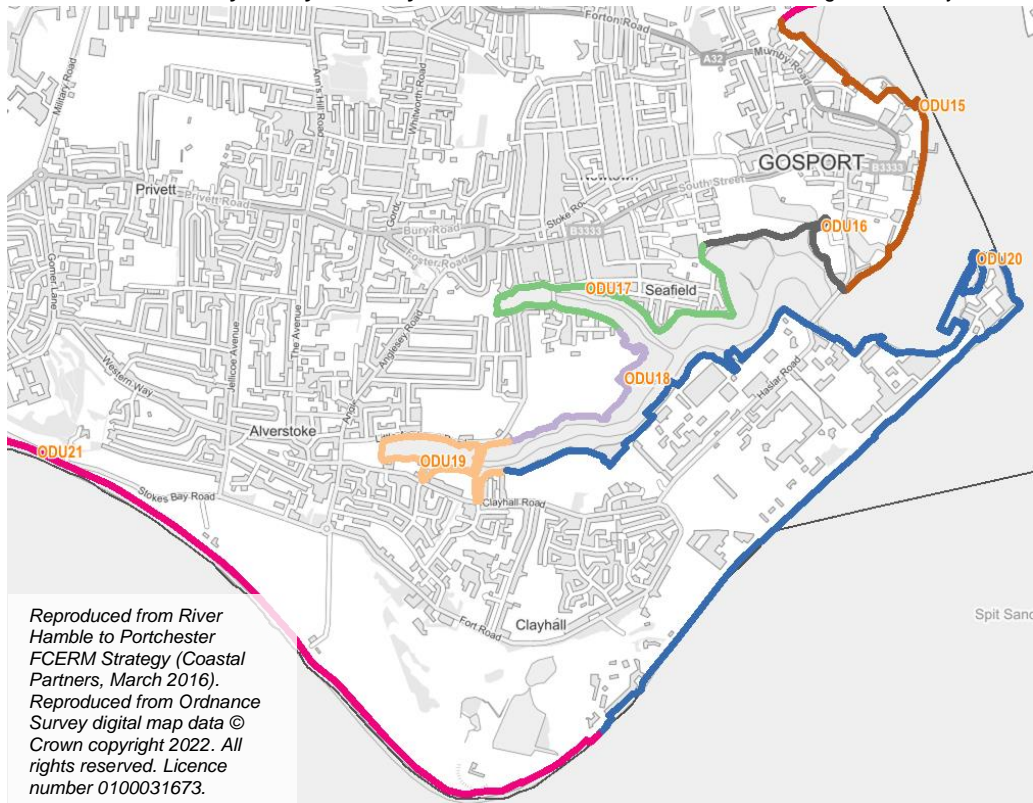 Forton Road
Mumby Road
A32
Military Road
Ann's Hill Road
Whitworth Road
ODU15
GOSPORT
B3333
South Street
Privett
Privett Road
Stoke Ro
ODU16
Bury Road
B3333
Foster Road
ODU20
Gomer Lane
ODU17
Seafield
Anglesey Road
The Avenue
Jellicoe Avenue
Haslar Road
ODU18
Western Way
Alverstoke
ODU21
ODU19
Clayhall Road
Stokes Bay Road
Reproduced from River
Hamble to Portchester
FCERM Strategy (Coastal
Partners, March 2016).
Reproduced from Ordnance
Survey digital map data ©
Crown copyright 2022. All
rights reserved. Licence
number 0100031673.
Fort Road
Clayhall
Spit Sand